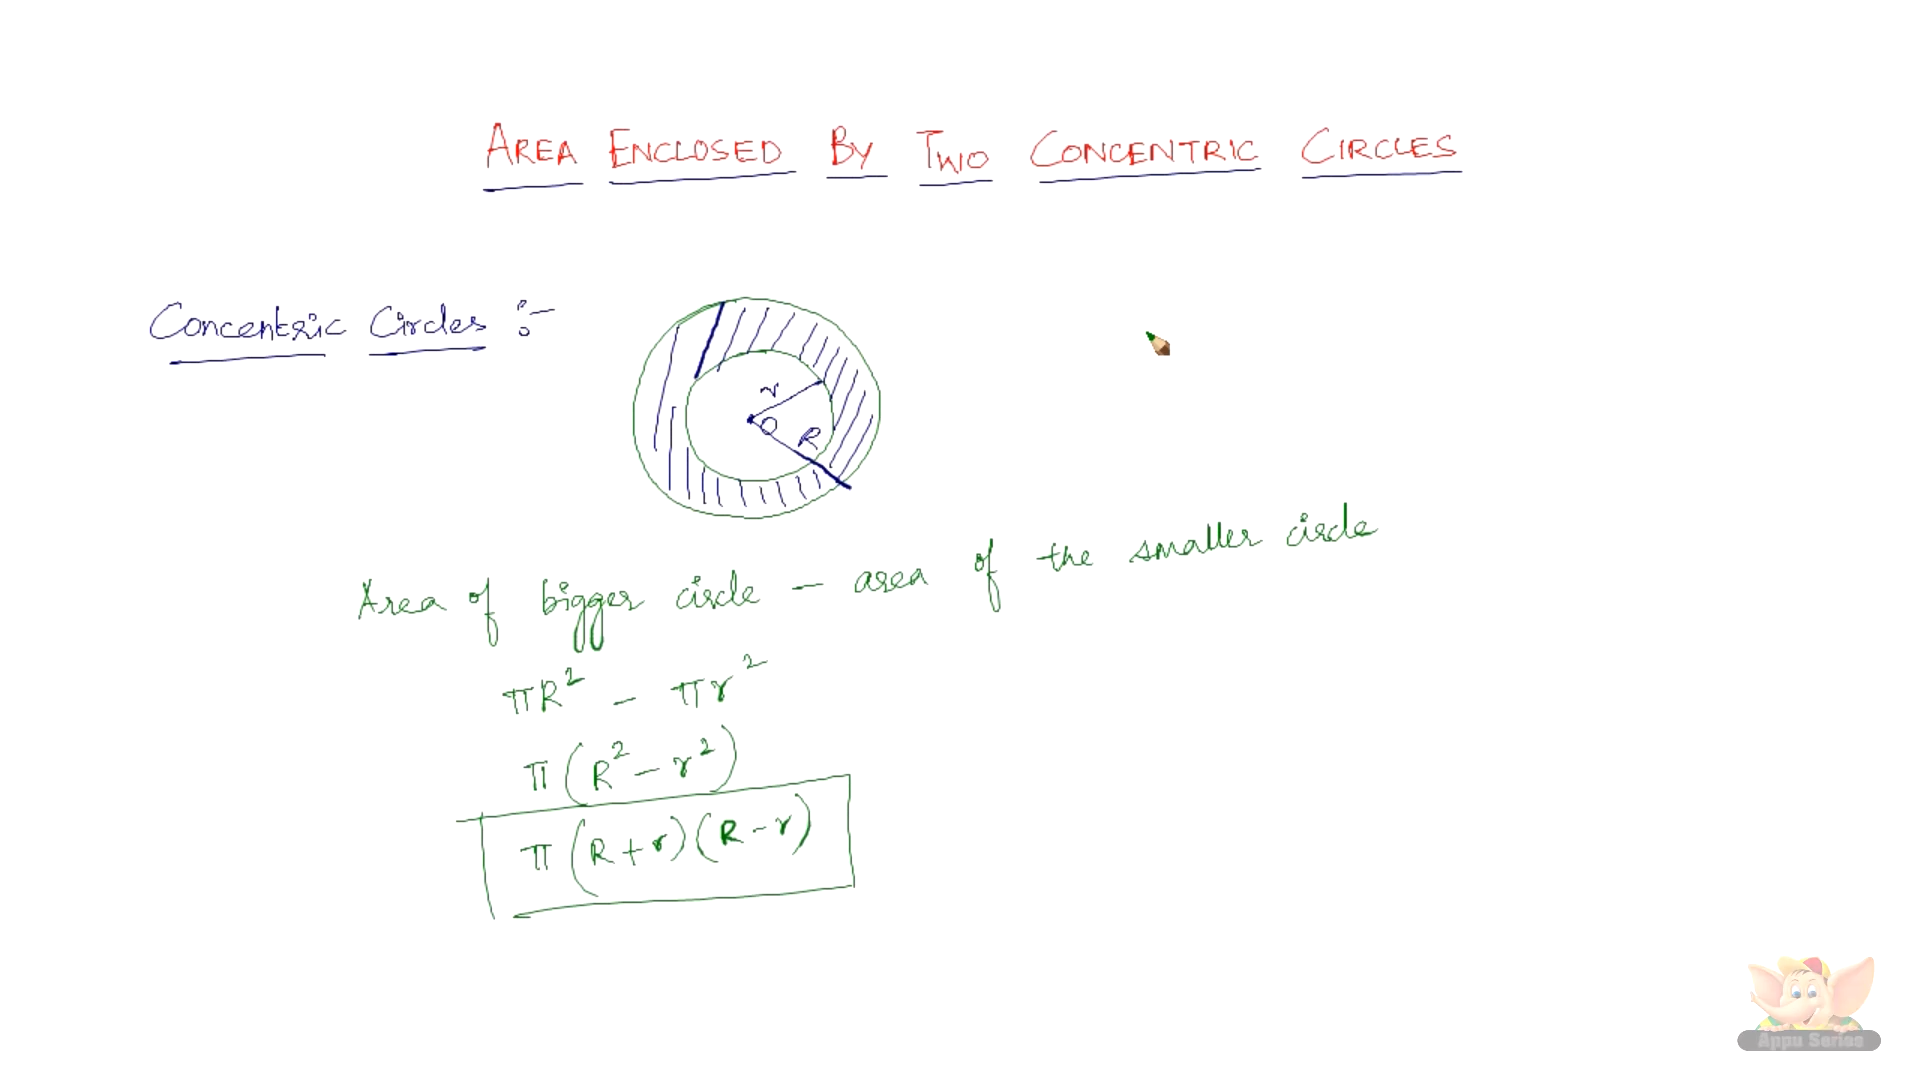 AREA ENCLOSED BY TWO CONCENTRIC CIRCLES
Concentric Circles :-
r
O
R
Area of bigger circle - area of the smaller circle
πR² - πr²
π(R²-r²)
π(R+r)(R-r)
Appu Series